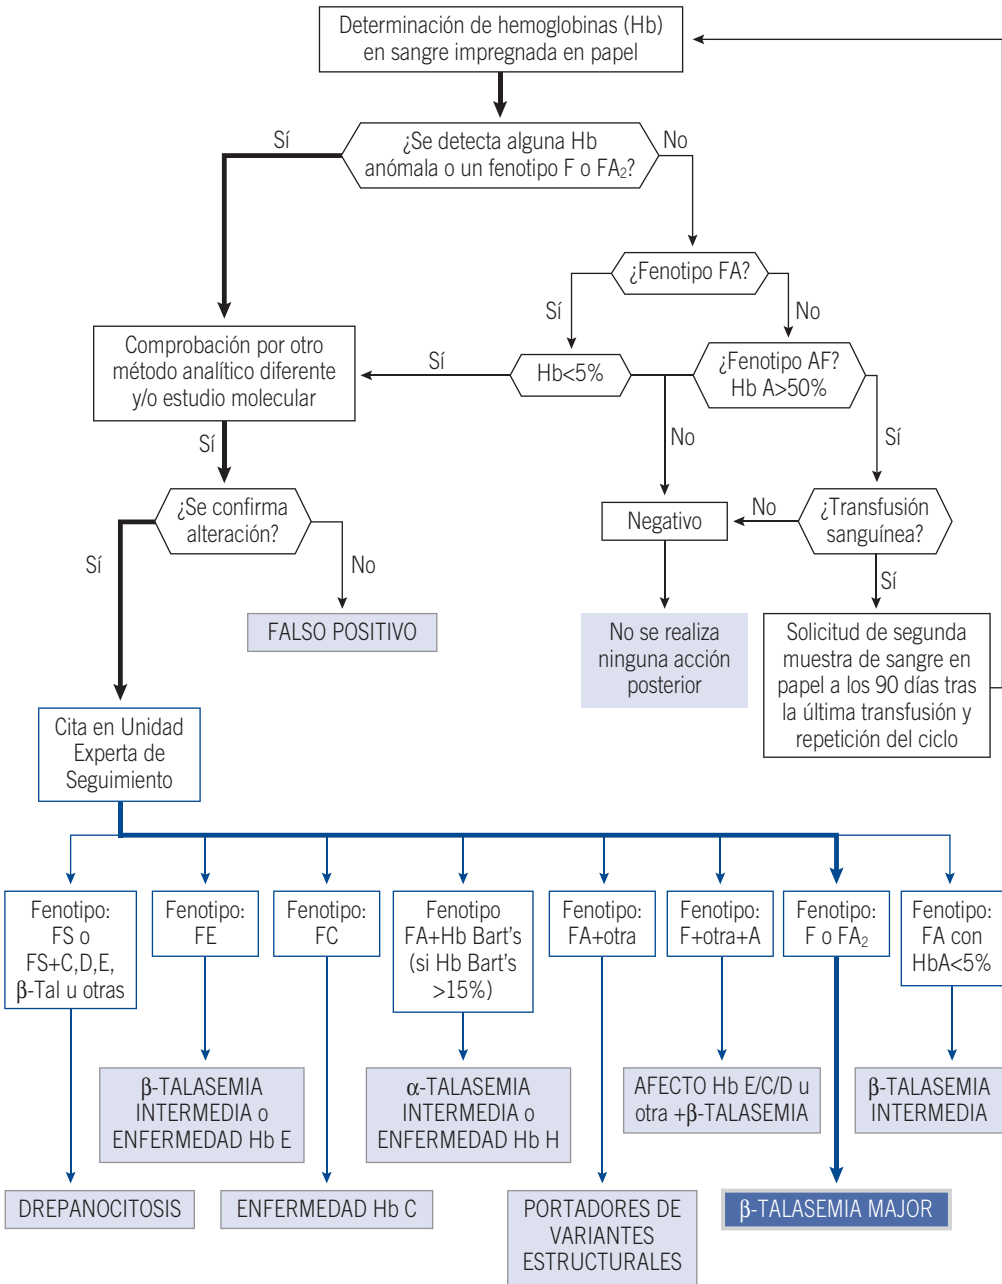 Determinación de hemoglobinas (Hb)
en sangre impregnada en papel
Sí
¿Se detecta alguna Hb
anómala o un fenotipo F o FA₂?
No
¿Fenotipo FA?
Sí
No
Comprobación por otro
método analítico diferente
y/o estudio molecular
Sí
Hb<5%
¿Fenotipo AF?
Hb A>50%
Sí
No
Sí
¿Se confirma
alteración?
Negativo
No
¿Transfusión
sanguínea?
Sí
No
Sí
FALSO POSITIVO
No se realiza
ninguna acción
posterior
Solicitud de segunda
muestra de sangre en
papel a los 90 días tras
la última transfusión y
repetición del ciclo
Cita en Unidad
Experta de
Seguimiento
Fenotipo:
FS o
FS+C,D,E,
β-Tal u otras
Fenotipo:
FE
Fenotipo:
FC
Fenotipo
FA+Hb Bart's
(si Hb Bart's
>15%)
Fenotipo:
FA+otra
Fenotipo:
F+otra+A
Fenotipo:
F o FA₂
Fenotipo:
FA con
HbA<5%
β-TALASEMIA
INTERMEDIA o
ENFERMEDAD Hb E
α-TALASEMIA
INTERMEDIA o
ENFERMEDAD Hb H
AFECTO Hb E/C/D u
otra +β-TALASEMIA
β-TALASEMIA
INTERMEDIA
DREPANOCITOSIS
ENFERMEDAD Hb C
PORTADORES DE
VARIANTES
ESTRUCTURALES
β-TALASEMIA MAJOR